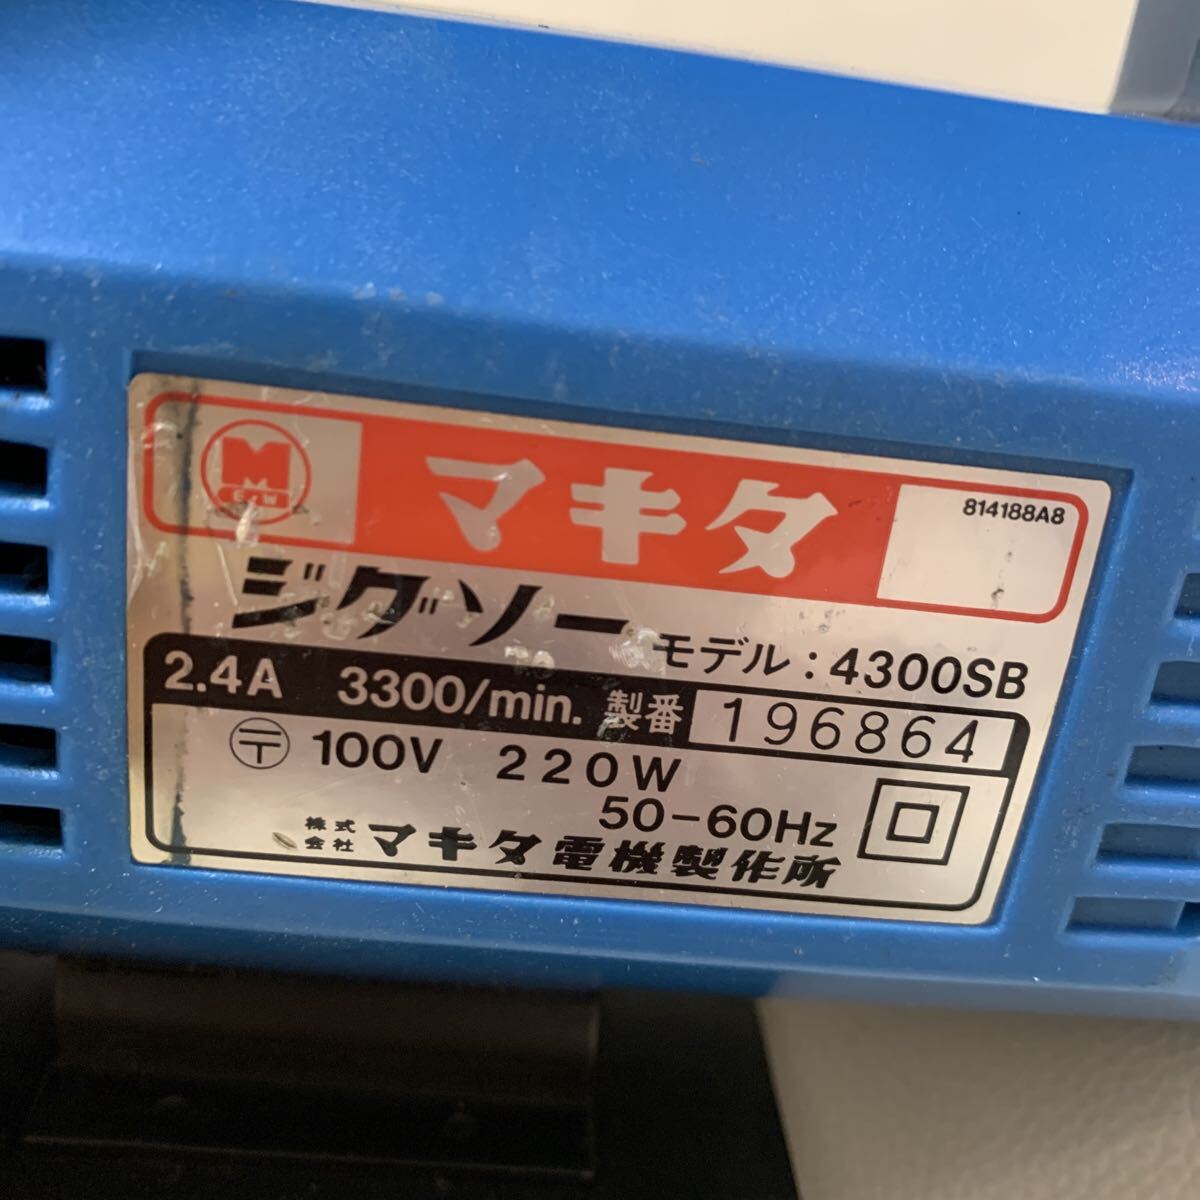 M
E/W
マキタ
814188A8
ジグソー
モデル:4300SB
2.4A 3300/min. 製番 196864
〒 100V 220W
50-60Hz
株式会社 マキタ電機製作所